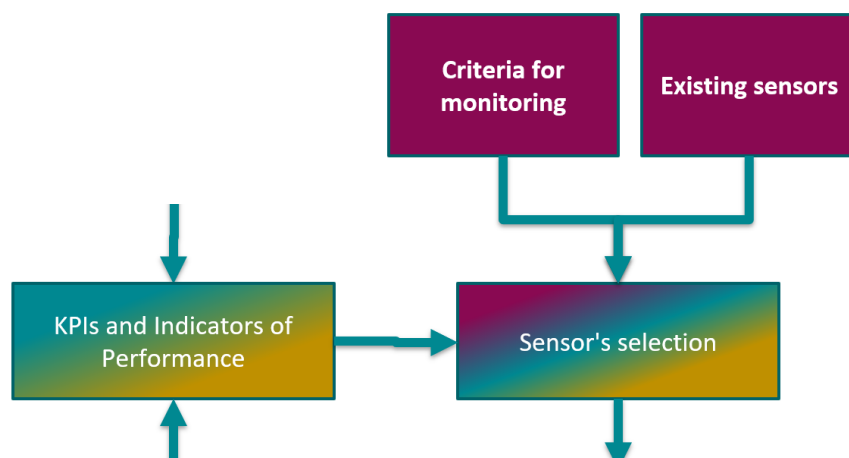 Criteria for
monitoring
Existing sensors
KPIs and Indicators of
Performance
Sensor's selection